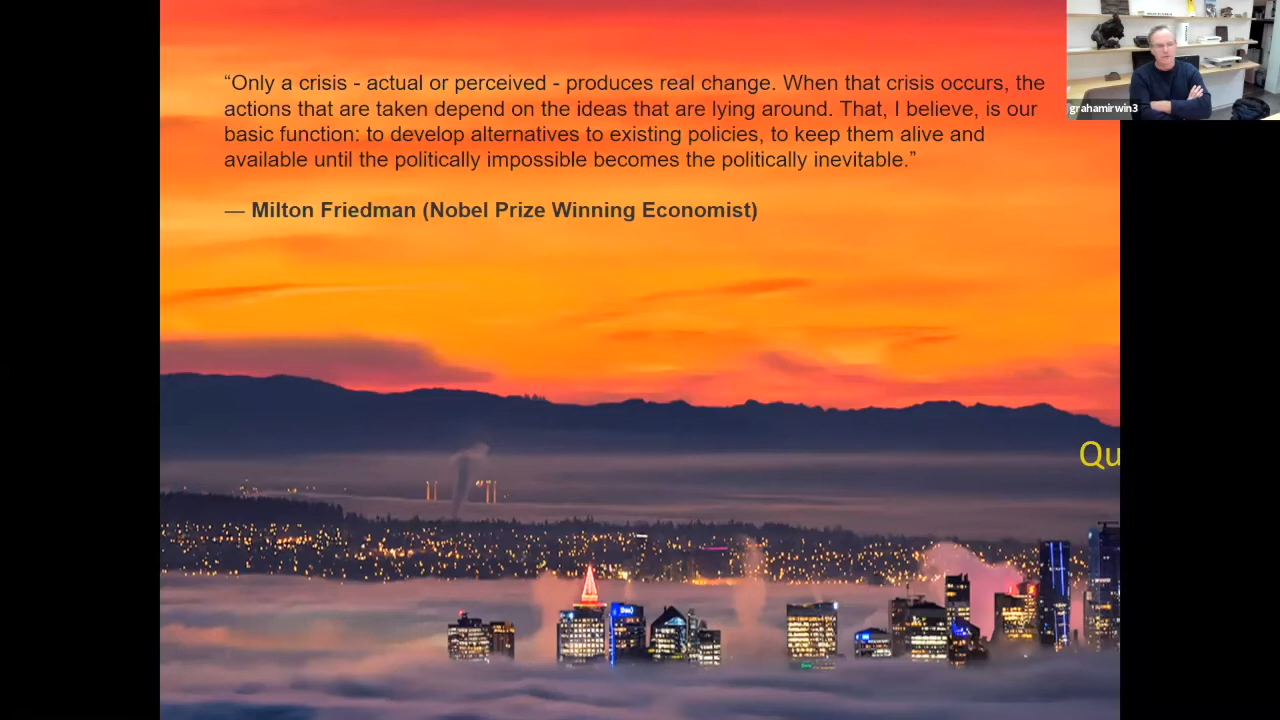 “Only a crisis - actual or perceived - produces real change. When that crisis occurs, the
actions that are taken depend on the ideas that are lying around. That, I believe, is our
basic function: to develop alternatives to existing policies, to keep them alive and
available until the politically impossible becomes the politically inevitable.”
— Milton Friedman (Nobel Prize Winning Economist)
grahamirwin3
Qu